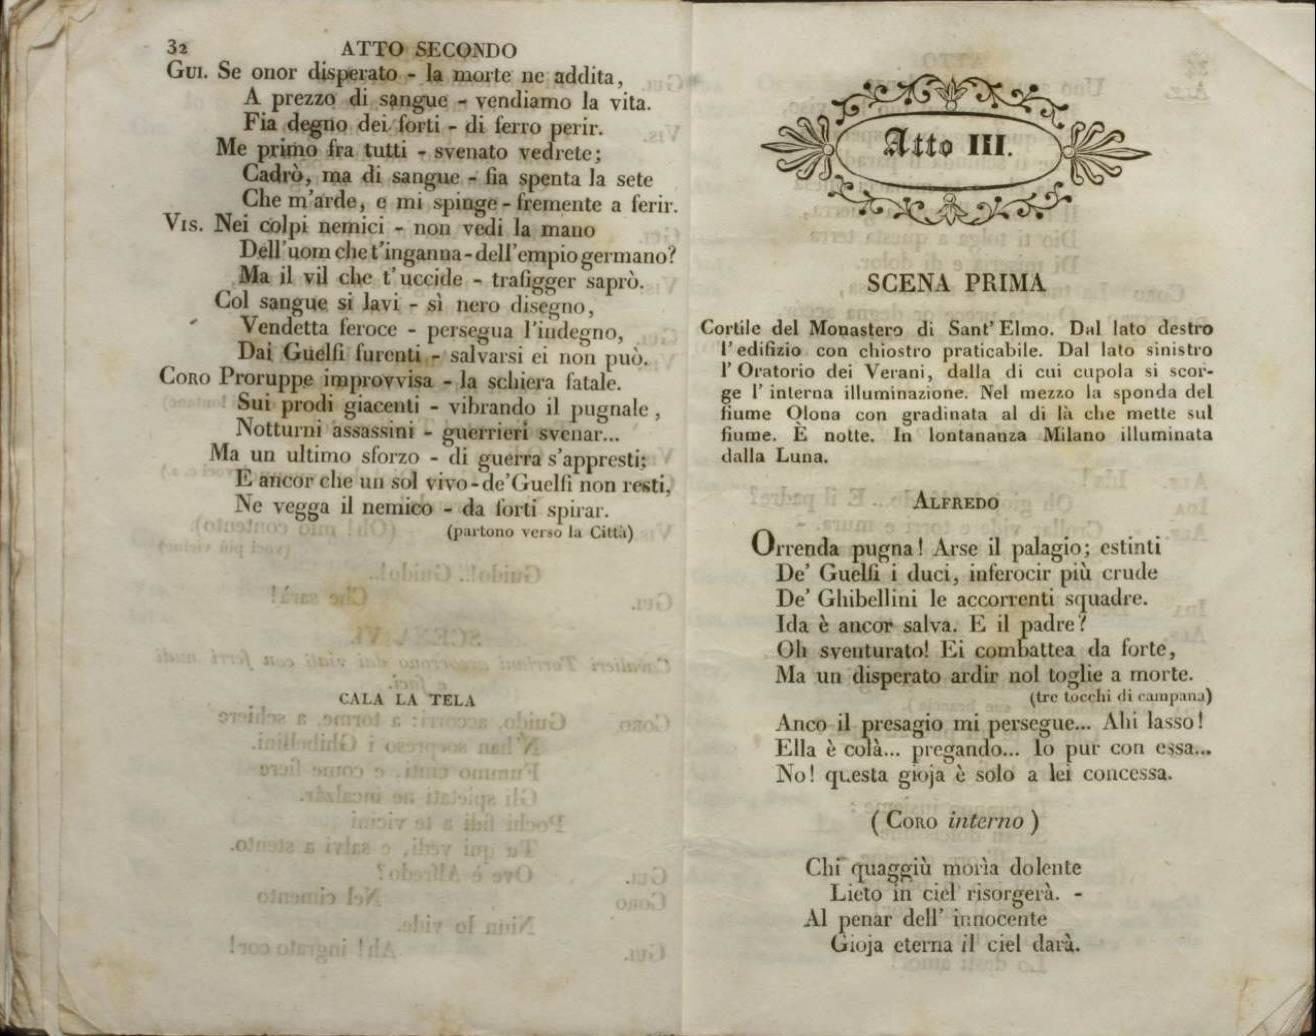 32
ATTO SECONDO
GUI. Se onor disperato - la morte ne addita,
A prezzo di sangue - vendiamo la vita.
Fia degno dei forti - di ferro perir.
Me primo fra tutti - svenato vedrete;
Cadrò, ma di sangue - fia spenta la sete
Che m'arde, e mi spinge - fremente a ferir.
VIS. Nei colpi nemici - non vedi la mano
Dell'uom che t'inganna - dell'empio germano?
Ma il vil che t'uccide - trafigger saprò.
Col sangue si lavi - sì nero disegno,
Vendetta feroce - persegua l'indegno,
Dai Guelfi furenti - salvarsi ei non può.
CORO Proruppe improvvisa - la schiera fatale.
Sui prodi giacenti - vibrando il pugnale,
Notturni assassini - guerrieri svenar...
Ma un ultimo sforzo - di guerra s'appresti;
E ancor che un sol vivo - de'Guelfi non resti,
Ne vegga il nemico - da forti spirar.
(partono verso la Città)
CALA LA TELA
Atto III.
SCENA PRIMA
Cortile del Monastero di Sant'Elmo. Dal lato destro
l'edifizio con chiostro praticabile. Dal lato sinistro
l'Oratorio dei Verani, dalla di cui cupola si scor-
ge l'interna illuminazione. Nel mezzo la sponda del
fiume Olona con gradinata al di là che mette sul
fiume. È notte. In lontananza Milano illuminata
dalla Luna.
ALFREDO
Orrenda pugna! Arse il palagio; estinti
De' Guelfi i duci, inferocir più crude
De' Ghibellini le accorrenti squadre.
Ida è ancor salva. E il padre?
Oh sventurato! Ei combattea da forte,
Ma un disperato ardir nol toglie a morte.
(tre tocchi di campana)
Anco il presagio mi persegue... Ahi lasso!
Ella è colà... pregando... Io pur con essa...
No! questa gioja è solo a lei concessa.
(CORO interno)
Chi quaggiù morìa dolente
Lieto in ciel risorgerà. -
Al penar dell' innocente
Gioja eterna il ciel darà.